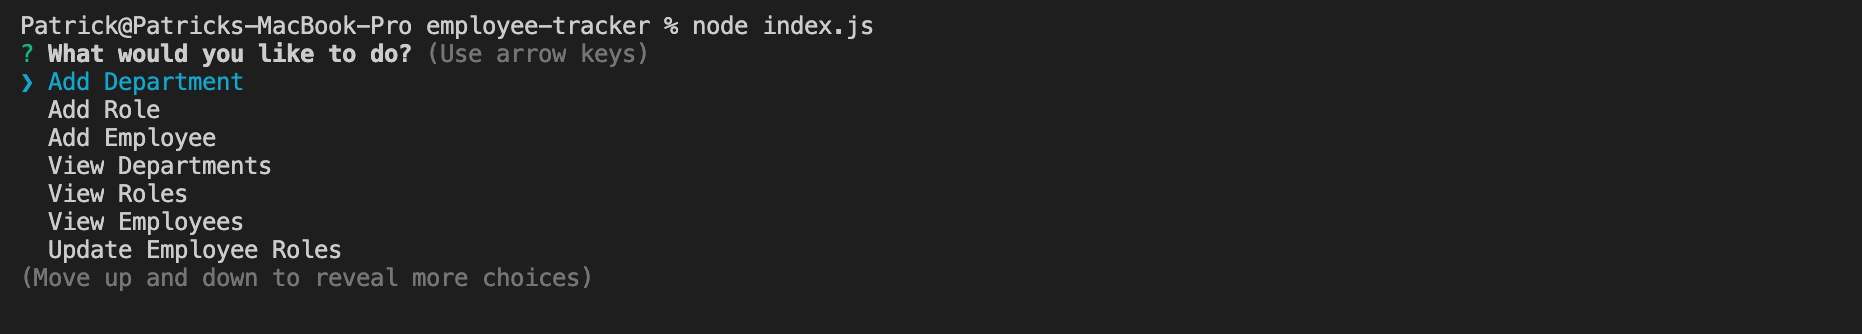 Patrick@Patricks-MacBook-Pro employee-tracker % node index.js
? What would you like to do? (Use arrow keys)
❯ Add Department
  Add Role
  Add Employee
  View Departments
  View Roles
  View Employees
  Update Employee Roles
(Move up and down to reveal more choices)